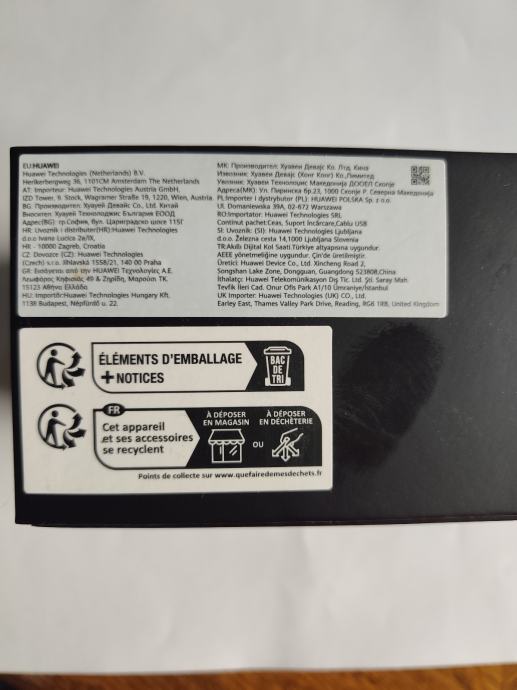 EU:HUAWEI
Huawei Technologies (Netherlands) B.V.
Herikerbergweg 36, 1101CM Amsterdam The Netherlands
AT: Importeur: Huawei Technologies Austria GmbH,
IZD Tower, 9. Stock, Wagramer Straße 19, 1220, Wien, Austria
BG: Производител: Хуауей Девайс Ко., Лтд. Китай
Вносител: Хуауей Технолоджис България ЕООД
Адрес(BG): гр.София, бул. Цариградско шосе 115Г
HR: Uvoznik i distributer(HR):Huawei Technologies
d.o.o Ivana Lucica 2e/IX,
HR - 10000 Zagreb, Croatia
CZ: Dovozce (CZ): Huawei Technologies
(Czech) s.r.o. Jihlavská 1558/21, 140 00 Praha
GR: Εισάγεται από την HUAWEI Τεχνολογίες Α.Ε.
Λεωφόρος Κηφισιάς 49 & Ζηρίδη, Μαρούσι ΤΚ.
15123 Αθήνα Ελλάδα
HU: Importőr:Huawei Technologies Hungary Kft,
1138 Budapest, Népfürdő u. 22.
MK: Производител: Хуавеи Девајс Ко. Лтд, Кина
Извозник: Хуавеи Девајс (Хонг Конг) Ко.,Лимитед
Увозник: Хуавеи Технолоџис Македонија ДООЕЛ Скопје
Адреса(MK): Ул. Пиринска бр.23, 1000 Скопје Р. Северна Македонија
PL:Importer i dystrybutor (PL): HUAWEI POLSKA Sp. z o.o.
Ul. Domaniewska 39A, 02-672 Warszawa
RO:Importator: Huawei Technologies SRL
Continut pachet:Ceas, Suport încărcare,Cablu USB
SI: Uvoznik: (SI): Huawei Technologies Ljubljana
d.o.o. Železna cesta 14,1000 Ljubljana Slovenia
TR:Akıllı Dijital Kol Saati.Türkiye altyapısına uygundur.
AEEE yönetmeliğine uygundur. Çin'de üretilmiştir.
Üretici: Huawei Device Co., Ltd. Xincheng Road 2,
Songshan Lake Zone, Dongguan, Guangdong 523808,China
İthalatçı: Huawei Telekomünikasyon Dış Tic. Ltd. Şti. Saray Mah
Tevfik İleri Cad. Onur Ofis Park A1/10 Ümraniye/İstanbul
UK Importer: Huawei Technologies (UK) CO., Ltd.
Earley East, Thames Valley Park Drive, Reading, RG6 1RB, United Kingdom
ÉLÉMENTS D'EMBALLAGE
+NOTICES
BAC
DE
TRI
FR
Cet appareil
et ses accessoires
se recyclent
À DÉPOSER
EN MAGASIN
OU
À DÉPOSER
EN DÉCHÈTERIE
Points de collecte sur www.quefairedemesdechets.fr